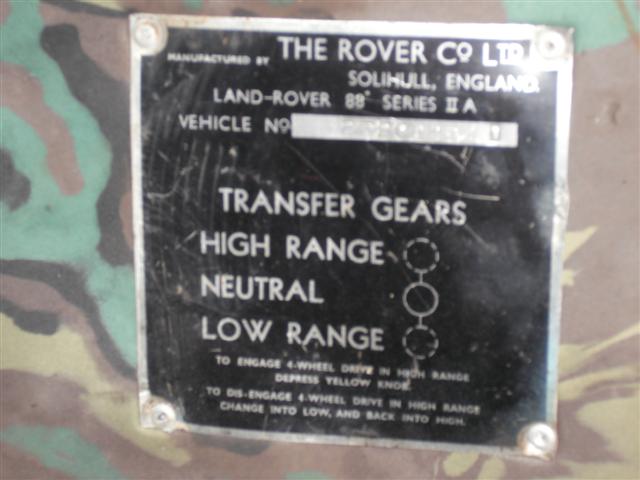 MANUFACTURED BY THE ROVER Co LTD.
SOLIHULL, ENGLAND.
LAND-ROVER 88" SERIES II A
VEHICLE No
TRANSFER GEARS
HIGH RANGE
NEUTRAL
LOW RANGE
TO ENGAGE 4-WHEEL DRIVE IN HIGH RANGE
DEPRESS YELLOW KNOB.
TO DIS-ENGAGE 4-WHEEL DRIVE IN HIGH RANGE
CHANGE INTO LOW, AND BACK INTO HIGH.